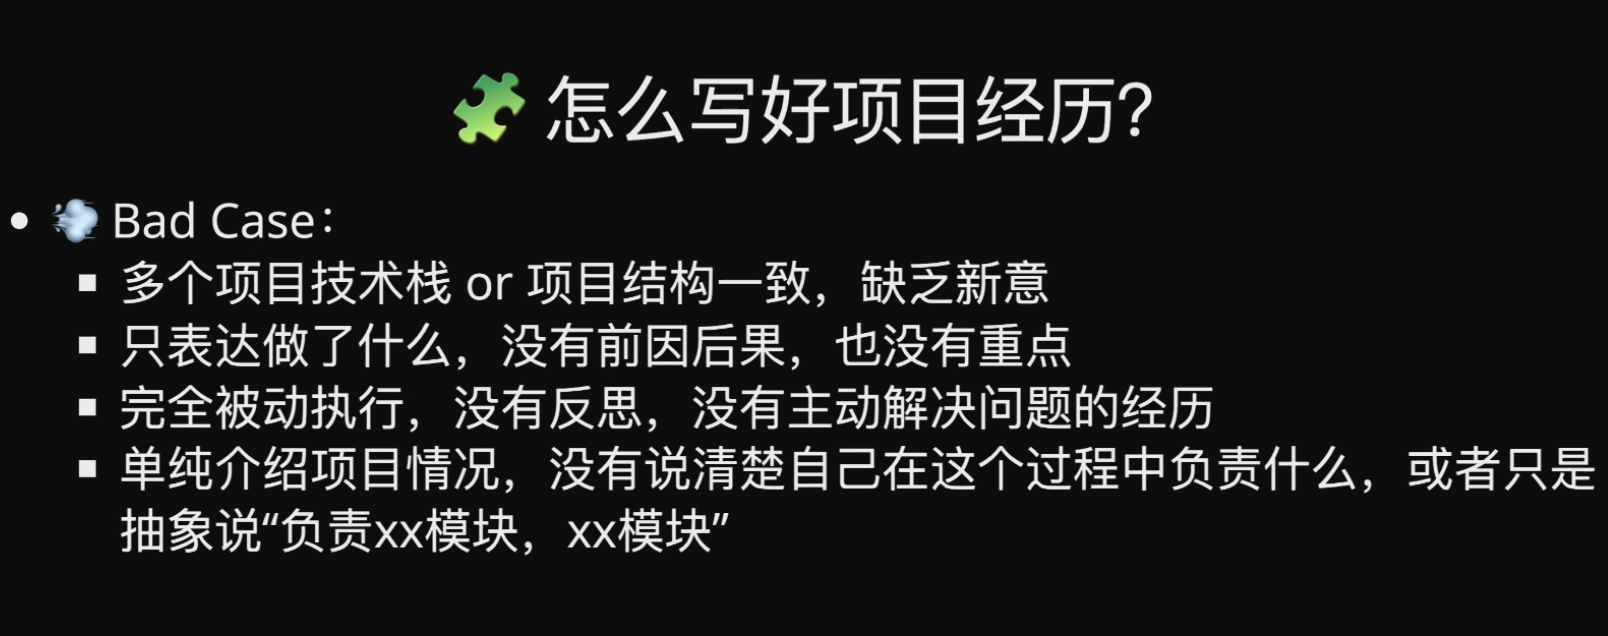 🧩 怎么写好项目经历?
• 💨 Bad Case：
▪ 多个项目技术栈 or 项目结构一致，缺乏新意
▪ 只表达做了什么，没有前因后果，也没有重点
▪ 完全被动执行，没有反思，没有主动解决问题的经历
▪ 单纯介绍项目情况，没有说清楚自己在这个过程中负责什么，或者只是
抽象说“负责xx模块，xx模块”